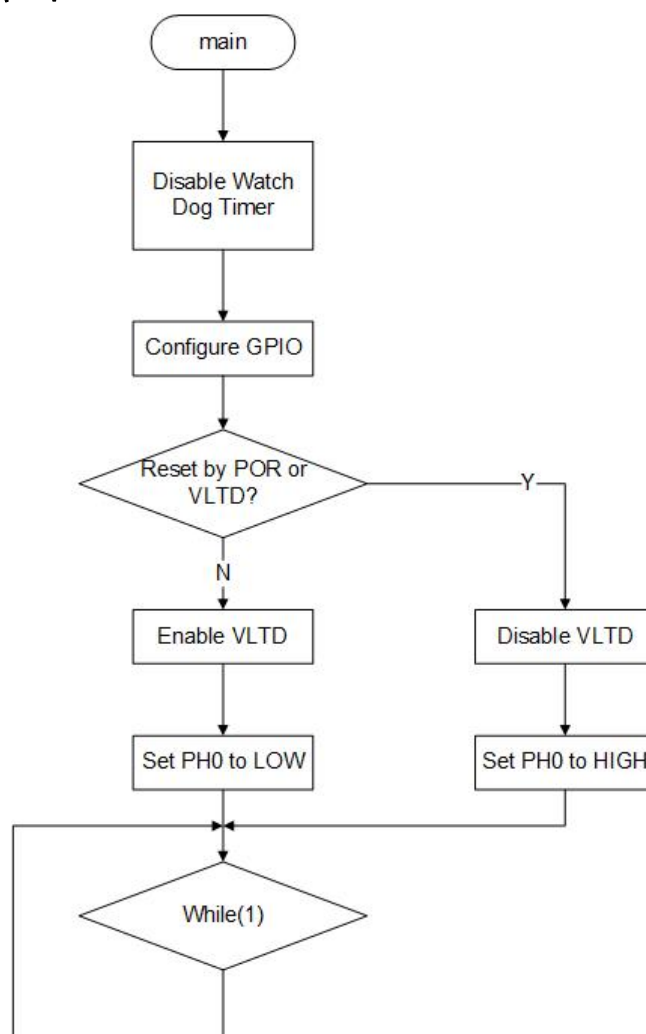 main
Disable Watch
Dog Timer
Configure GPIO
Reset by POR or
VLTD?
Y
N
Enable VLTD
Disable VLTD
Set PH0 to LOW
Set PH0 to HIGH
While(1)